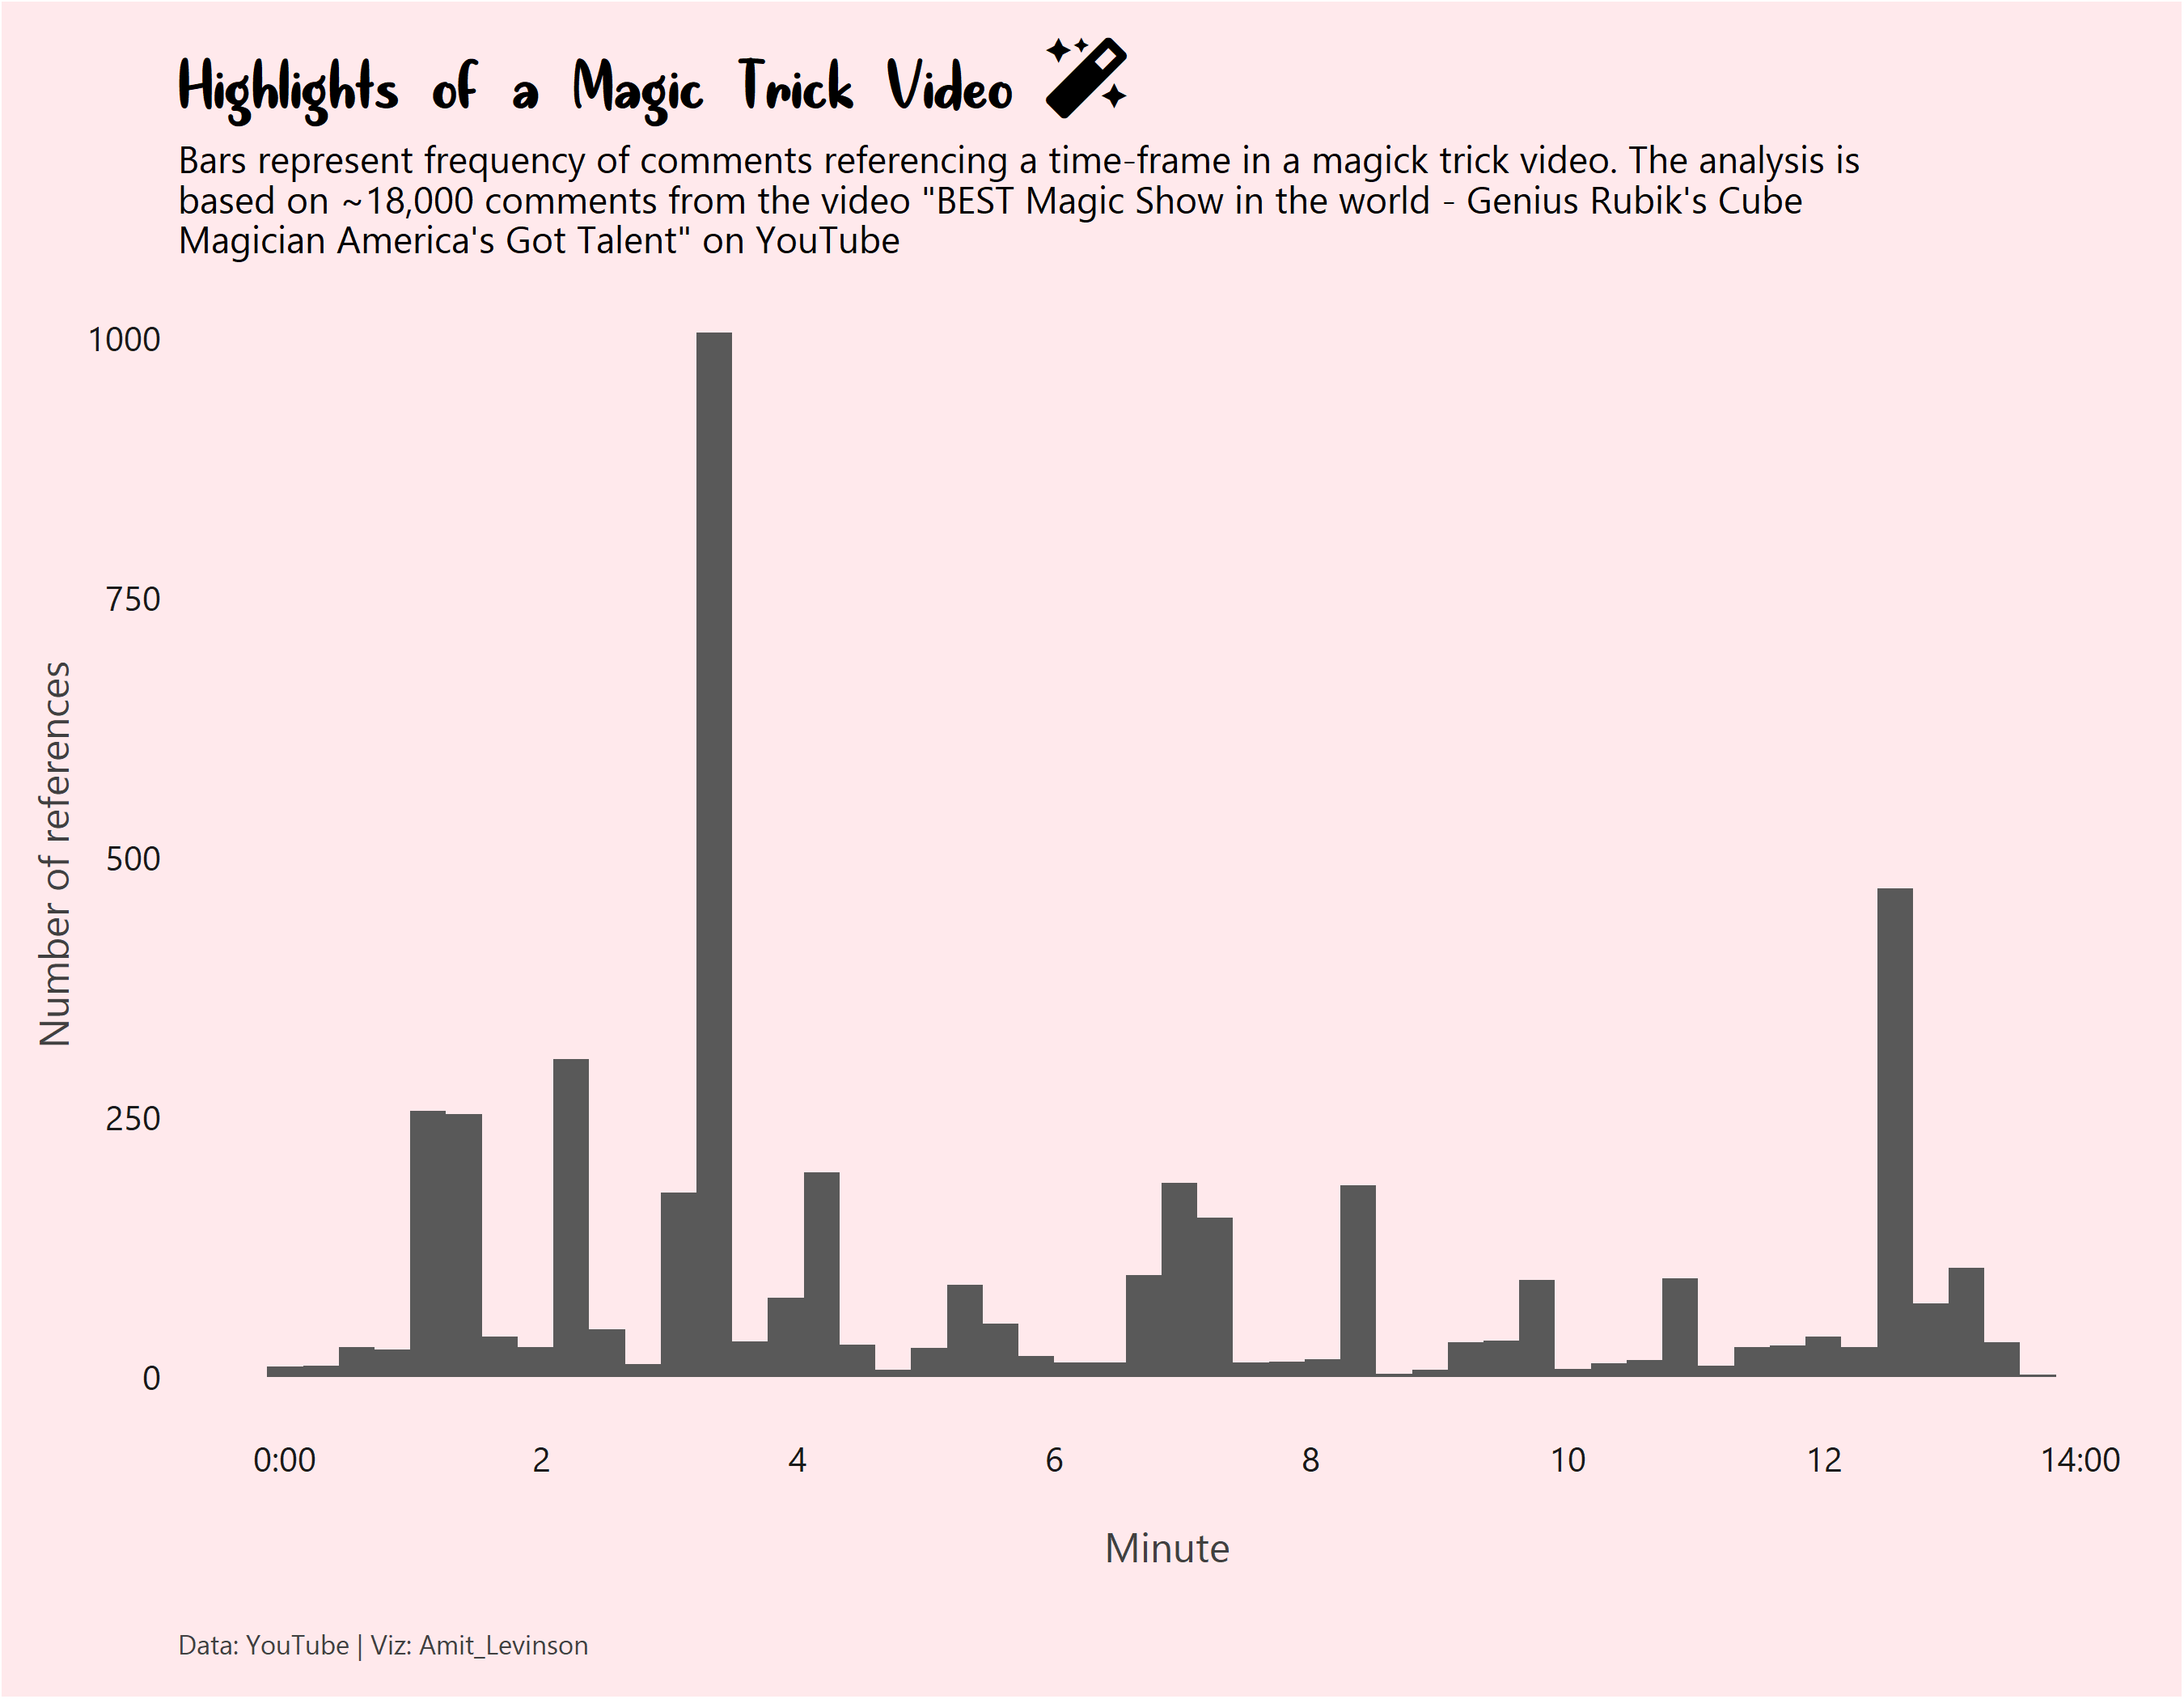 Highlights of a Magic Trick Video
Bars represent frequency of comments referencing a time-frame in a magick trick video. The analysis is
based on ~18,000 comments from the video "BEST Magic Show in the world - Genius Rubik's Cube
Magician America's Got Talent" on YouTube
1000
750
500
250
0
Number of references
0:00 2 4 6 8 10 12 14:00
Minute
Data: YouTube | Viz: Amit_Levinson